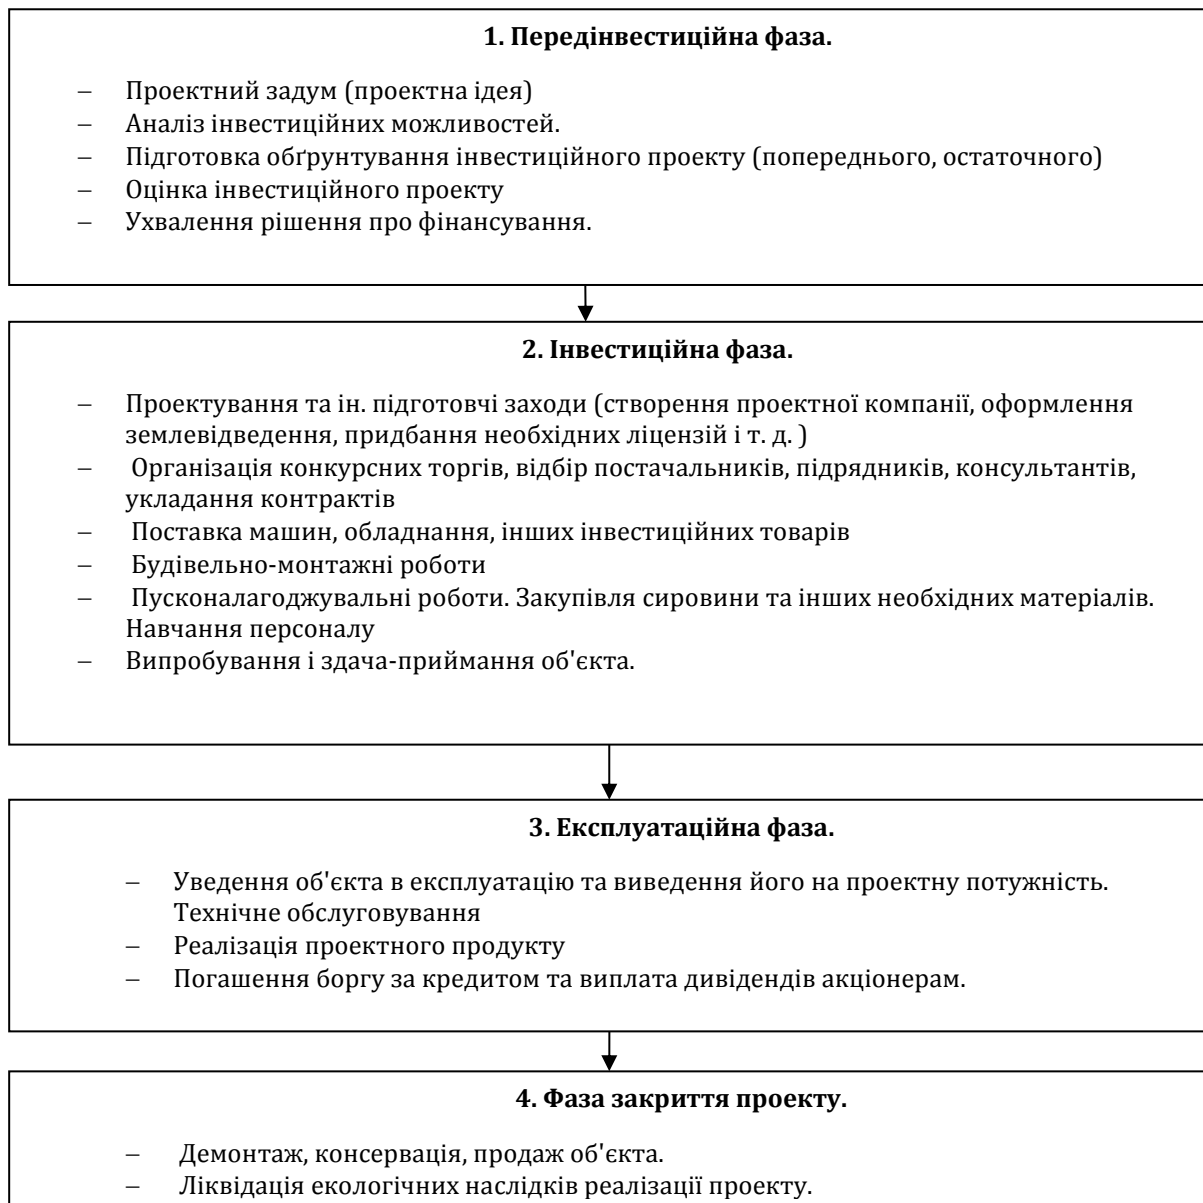 1. Передінвестиційна фаза.
– Проектний задум (проектна ідея)
– Аналіз інвестиційних можливостей.
– Підготовка обґрунтування інвестиційного проекту (попереднього, остаточного)
– Оцінка інвестиційного проекту
– Ухвалення рішення про фінансування.
2. Інвестиційна фаза.
– Проектування та ін. підготовчі заходи (створення проектної компанії, оформлення
землевідведення, придбання необхідних ліцензій і т. д. )
– Організація конкурсних торгів, відбір постачальників, підрядників, консультантів,
укладання контрактів
– Поставка машин, обладнання, інших інвестиційних товарів
– Будівельно-монтажні роботи
– Пусконалагоджувальні роботи. Закупівля сировини та інших необхідних матеріалів.
Навчання персоналу
– Випробування і здача-приймання об'єкта.
3. Експлуатаційна фаза.
– Уведення об'єкта в експлуатацію та виведення його на проектну потужність.
Технічне обслуговування
– Реалізація проектного продукту
– Погашення боргу за кредитом та виплата дивідендів акціонерам.
4. Фаза закриття проекту.
– Демонтаж, консервація, продаж об'єкта.
– Ліквідація екологічних наслідків реалізації проекту.